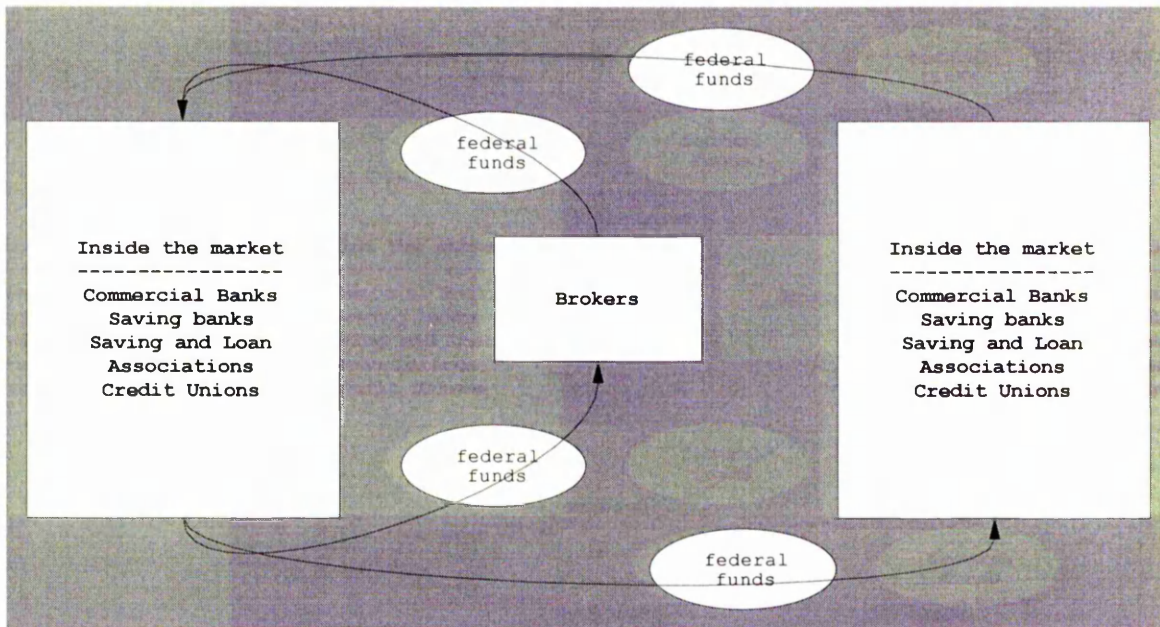 federal
funds
federal
funds
Inside the market
-----------------
Commercial Banks
Saving banks
Saving and Loan
Associations
Credit Unions
Brokers
Inside the market
-----------------
Commercial Banks
Saving banks
Saving and Loan
Associations
Credit Unions
federal
funds
federal
funds